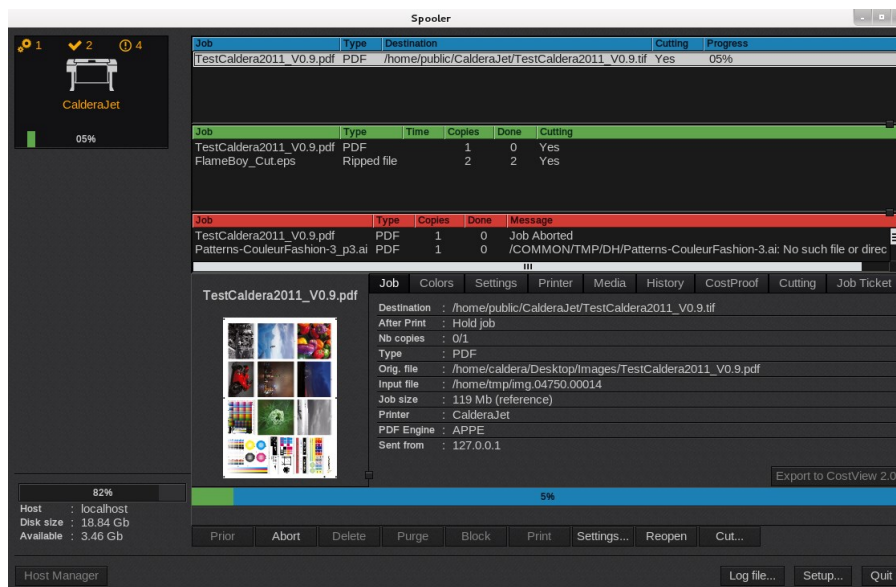 Spooler
1 2 4
CalderaJet
05%
Job Type Destination Cutting Progress
TestCaldera2011_V0.9.pdf PDF /home/public/CalderaJet/TestCaldera2011_V0.9.tif Yes 05%
Job Type Time Copies Done Cutting
TestCaldera2011_V0.9.pdf PDF 1 0 Yes
FlameBoy_Cut.eps Ripped file 2 2 Yes
Job Type Copies Done Message
TestCaldera2011_V0.9.pdf PDF 1 0 Job Aborted
Patterns-CouleurFashion-3_p3.ai PDF 1 0 /COMMON/TMP/DH/Patterns-CouleurFashion-3.ai: No such file or direc
TestCaldera2011_V0.9.pdf
Job Colors Settings Printer Media History CostProof Cutting Job Ticket
Destination : /home/public/CalderaJet/TestCaldera2011_V0.9.tif
After Print : Hold job
Nb copies : 0/1
Type : PDF
Orig. file : /home/caldera/Desktop/Images/TestCaldera2011_V0.9.pdf
Input file : /home/tmp/img.04750.00014
Job size : 119 Mb (reference)
Printer : CalderaJet
PDF Engine : APPE
Sent from : 127.0.0.1
Export to CostView 2.0
82%
Host : localhost
Disk size : 18.84 Gb
Available : 3.46 Gb
5%
Prior Abort Delete Purge Block Print Settings... Reopen Cut...
Host Manager Log file... Setup... Quit